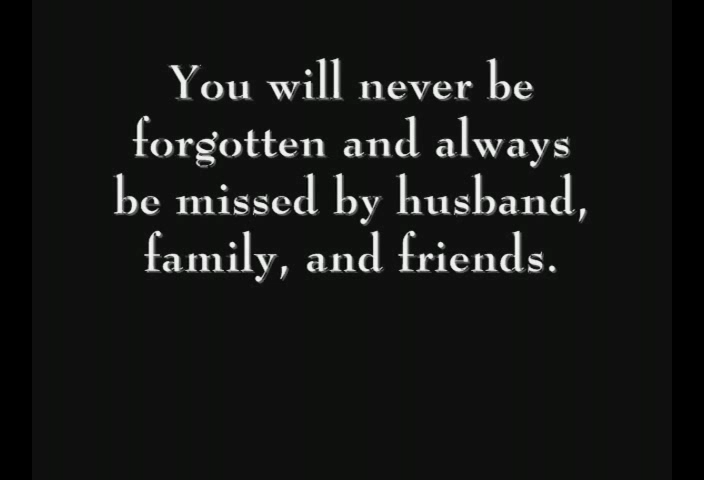 You will never be
forgotten and always
be missed by husband,
family, and friends.